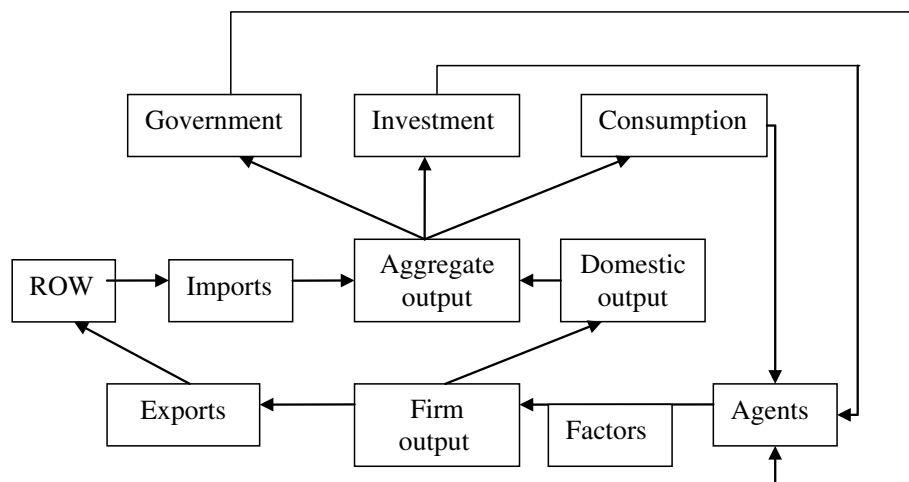 Government
Investment
Consumption
ROW
Imports
Aggregate
output
Domestic
output
Exports
Firm
output
Factors
Agents